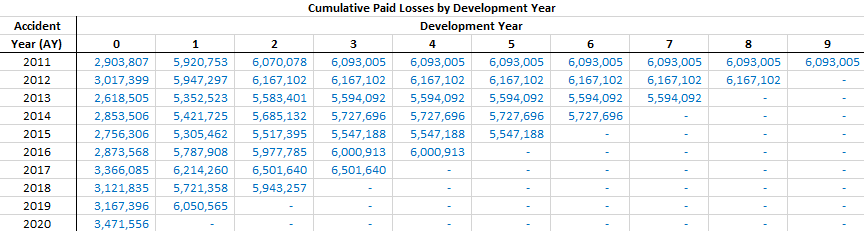 Cumulative Paid Losses by Development Year
Accident Development Year
Year (AY) 0 1 2 3 4 5 6 7 8 9
2011 2,903,807 5,920,753 6,070,078 6,093,005 6,093,005 6,093,005 6,093,005 6,093,005 6,093,005 6,093,005
2012 3,017,399 5,947,297 6,167,102 6,167,102 6,167,102 6,167,102 6,167,102 6,167,102 6,167,102 -
2013 2,618,505 5,352,523 5,583,401 5,594,092 5,594,092 5,594,092 5,594,092 5,594,092 - -
2014 2,853,506 5,421,725 5,685,132 5,727,696 5,727,696 5,727,696 5,727,696 - - -
2015 2,756,306 5,305,462 5,517,395 5,547,188 5,547,188 5,547,188 - - - -
2016 2,873,568 5,787,908 5,977,785 6,000,913 6,000,913 - - - - -
2017 3,366,085 6,214,260 6,501,640 6,501,640 - - - - - -
2018 3,121,835 5,721,358 5,943,257 - - - - - - -
2019 3,167,396 6,050,565 - - - - - - - -
2020 3,471,556 - - - - - - - - -